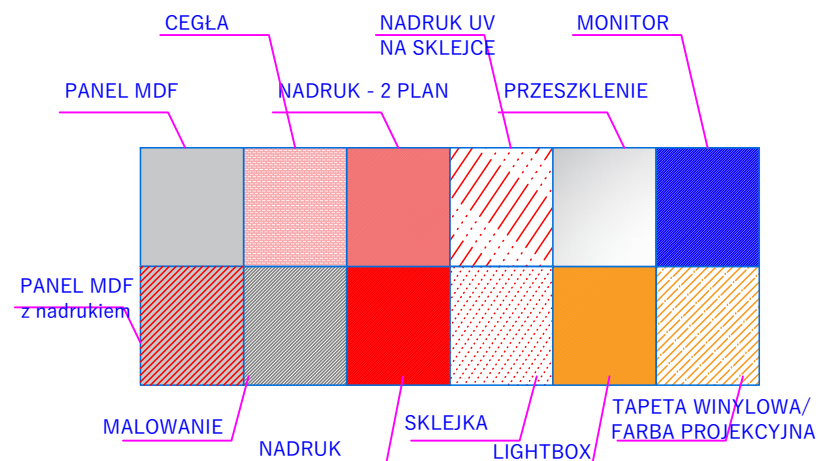 CEGŁA
NADRUK UV
NA SKLEJCE
MONITOR
PANEL MDF
NADRUK - 2 PLAN
PRZESZKLENIE
PANEL MDF
z nadrukiem
MALOWANIE
NADRUK
SKLEJKA
LIGHTBOX
TAPETA WINYLOWA/
FARBA PROJEKCYJNA